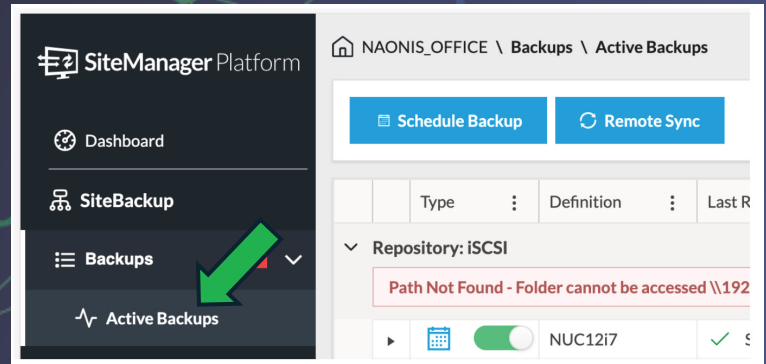 SiteManager Platform
NAONIS_OFFICE \ Backups \ Active Backups
Schedule Backup
Remote Sync
Dashboard
SiteBackup
Backups
Active Backups
Type
Definition
Last R
Repository: iSCSI
Path Not Found - Folder cannot be accessed \\192
NUC12i7
S